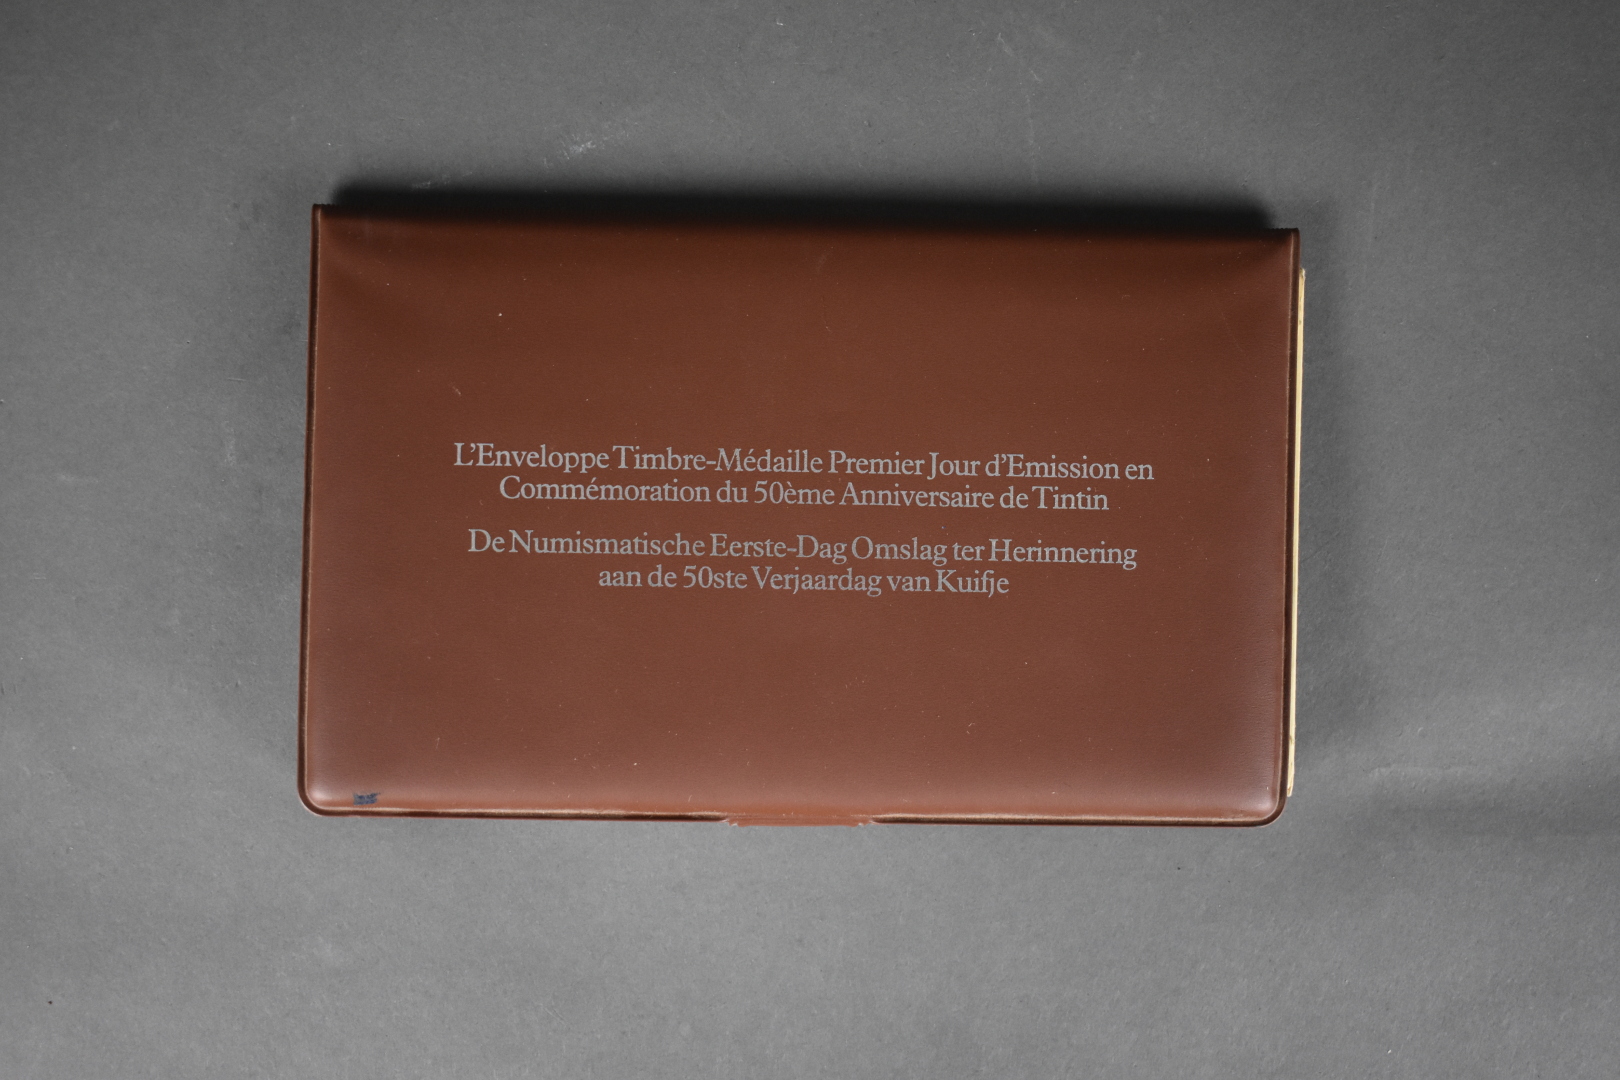 L'Enveloppe Timbre-Médaille Premier Jour d'Emission en
Commémoration du 50ème Anniversaire de Tintin
De Numismatische Eerste-Dag Omslag ter Herinnering
aan de 50ste Verjaardag van Kuifje